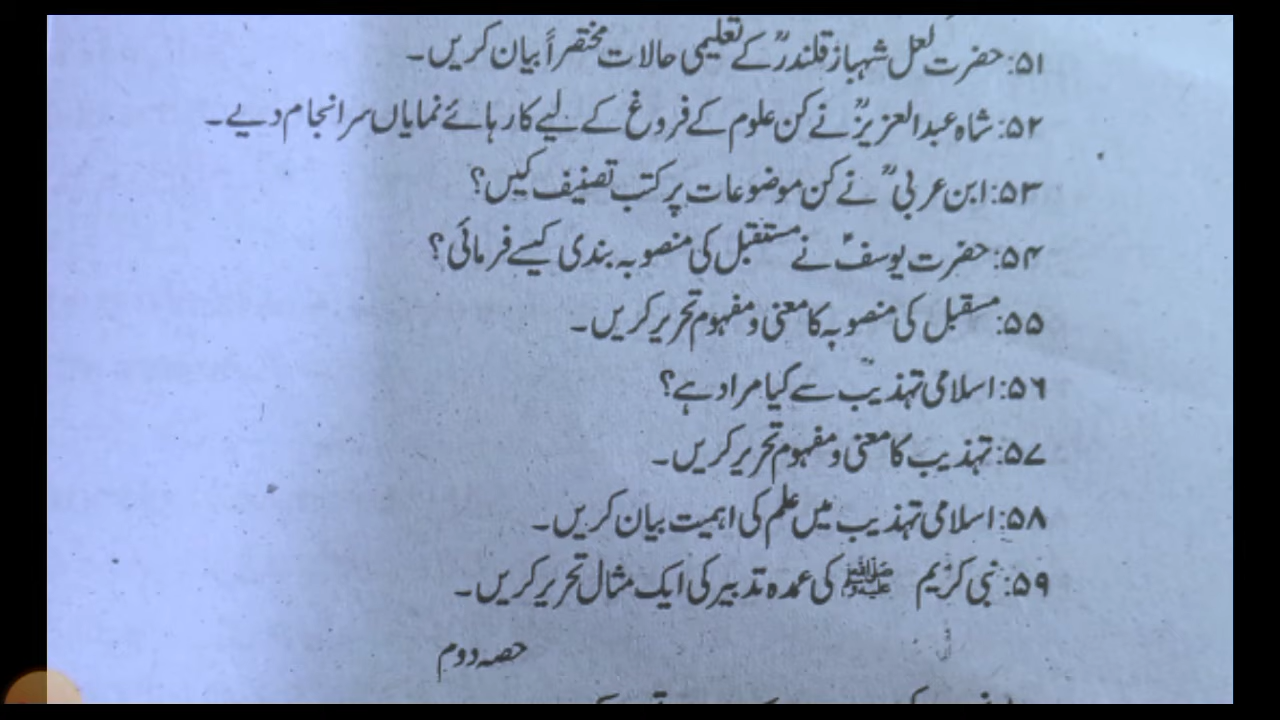 ۵۱: حضرت لعل شہباز قلندرؒ کے تعلیمی حالات مختصراً بیان کریں۔
۵۲: شاہ عبدالعزیزؒ نے کن علوم کے فروغ کے لیے کارہائے نمایاں سرانجام دیے۔
۵۳: ابن عربیؒ نے کن موضوعات پر کتب تصنیف کیں؟
۵۴: حضرت یوسفؑ نے مستقبل کی منصوبہ بندی کیسے فرمائی؟
۵۵: مستقبل کی منصوبہ کا معنی و مفہوم تحریر کریں۔
۵۶: اسلامی تہذیب سے کیا مراد ہے؟
۵۷: تہذیب کا معنی و مفہوم تحریر کریں۔
۵۸: اسلامی تہذیب میں علم کی اہمیت بیان کریں۔
۵۹: نبی کریم ﷺ کی عمدہ تدبیر کی ایک مثال تحریر کریں۔
حصہ دوم